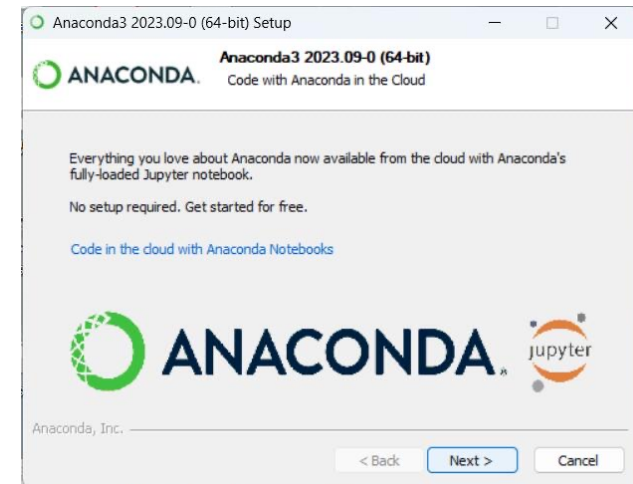 Anaconda3 2023.09-0 (64-bit) Setup
ANACONDA.
Anaconda3 2023.09-0 (64-bit)
Code with Anaconda in the Cloud
Everything you love about Anaconda now available from the cloud with Anaconda's
fully-loaded Jupyter notebook.
No setup required. Get started for free.
Code in the cloud with Anaconda Notebooks
ANACONDA.
jupyter
Anaconda, Inc.
< Back
Next >
Cancel